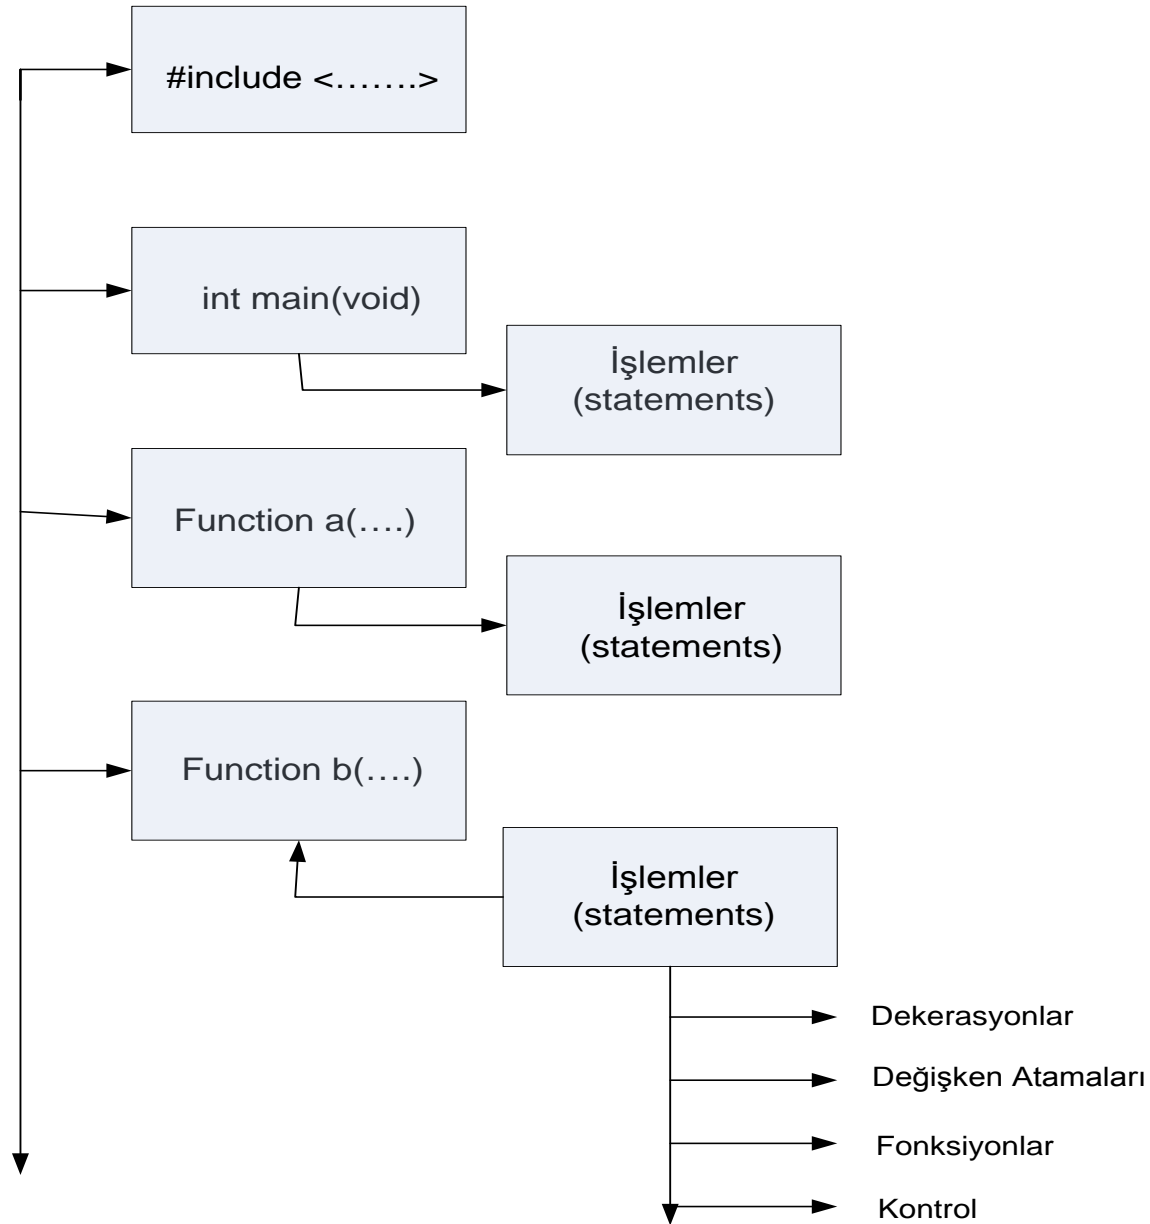 #include <.......>
int main(void)
İşlemler
(statements)
Function a(....)
İşlemler
(statements)
Function b(....)
İşlemler
(statements)
Dekerasyonlar
Değişken Atamaları
Fonksiyonlar
Kontrol